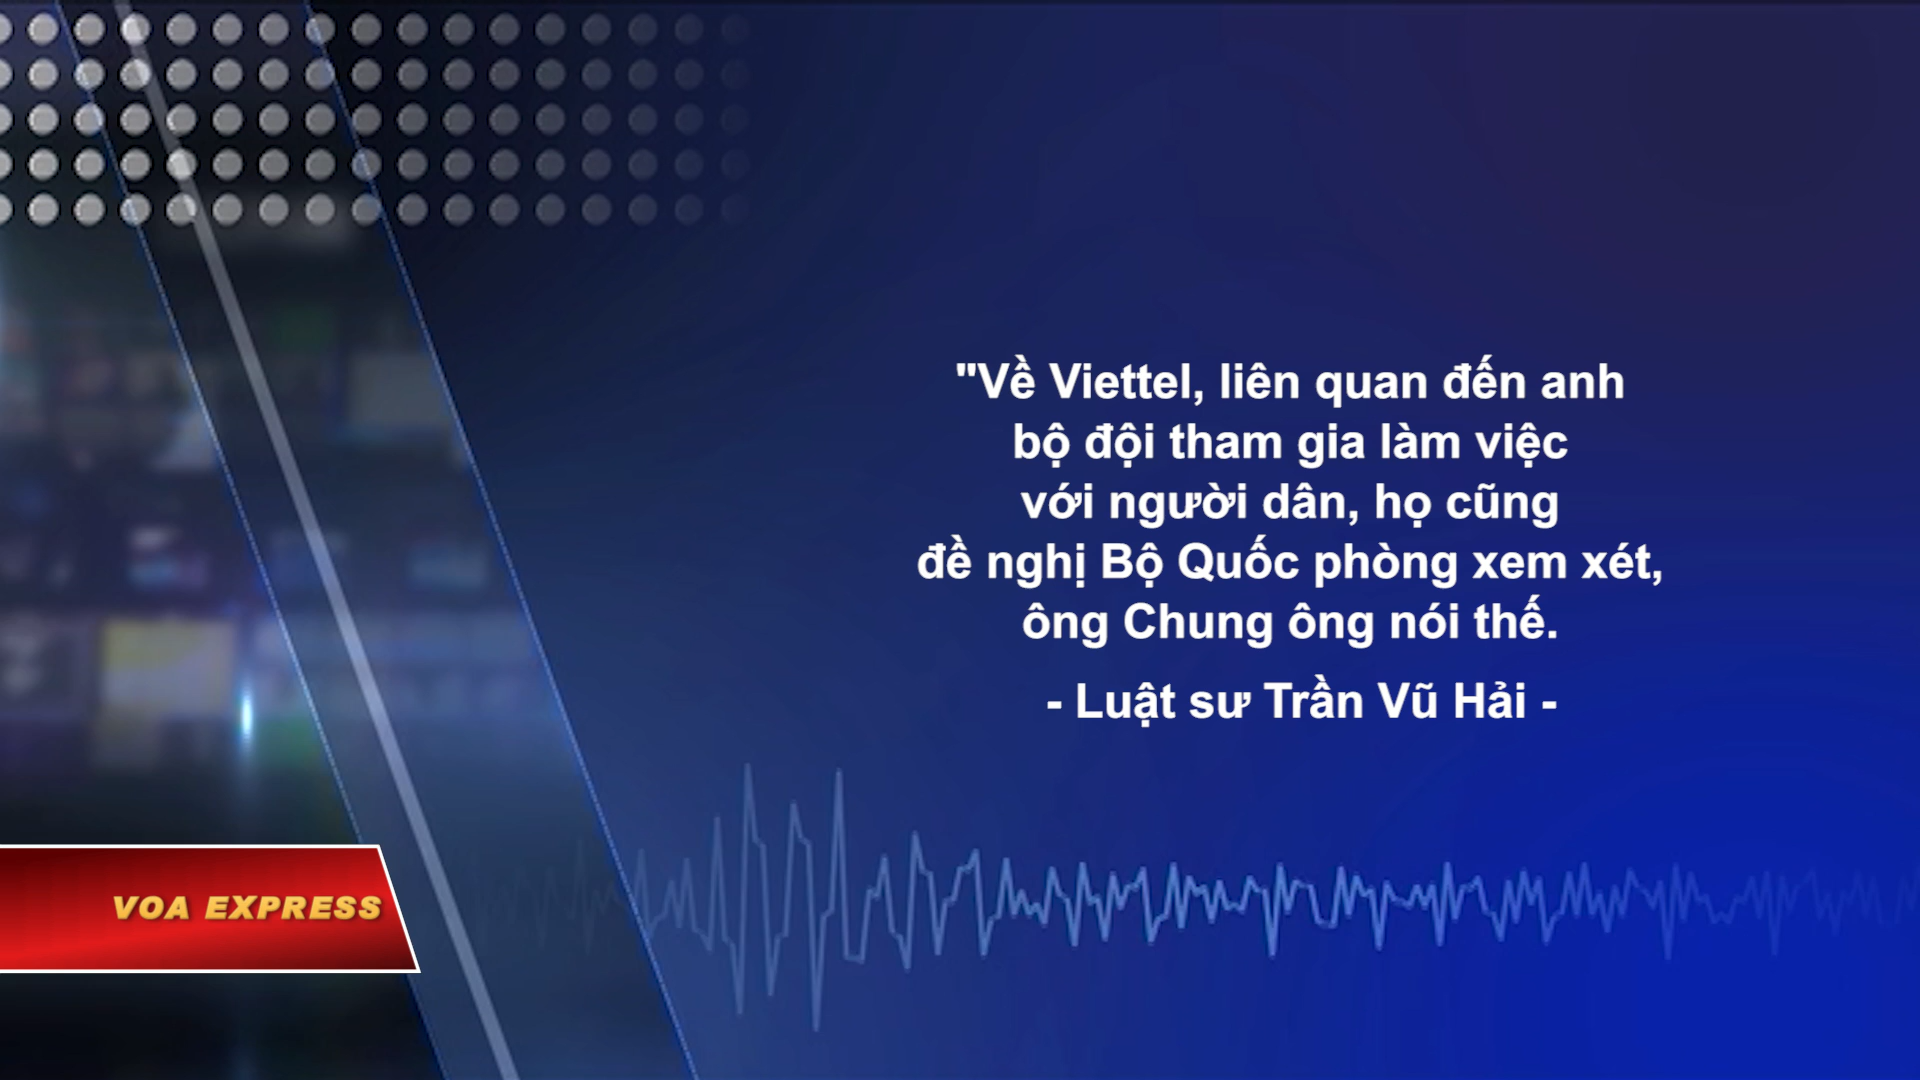 "Về Viettel, liên quan đến anh
bộ đội tham gia làm việc
với người dân, họ cũng
đề nghị Bộ Quốc phòng xem xét,
ông Chung ông nói thế.
- Luật sư Trần Vũ Hải -
VOA EXPRESS